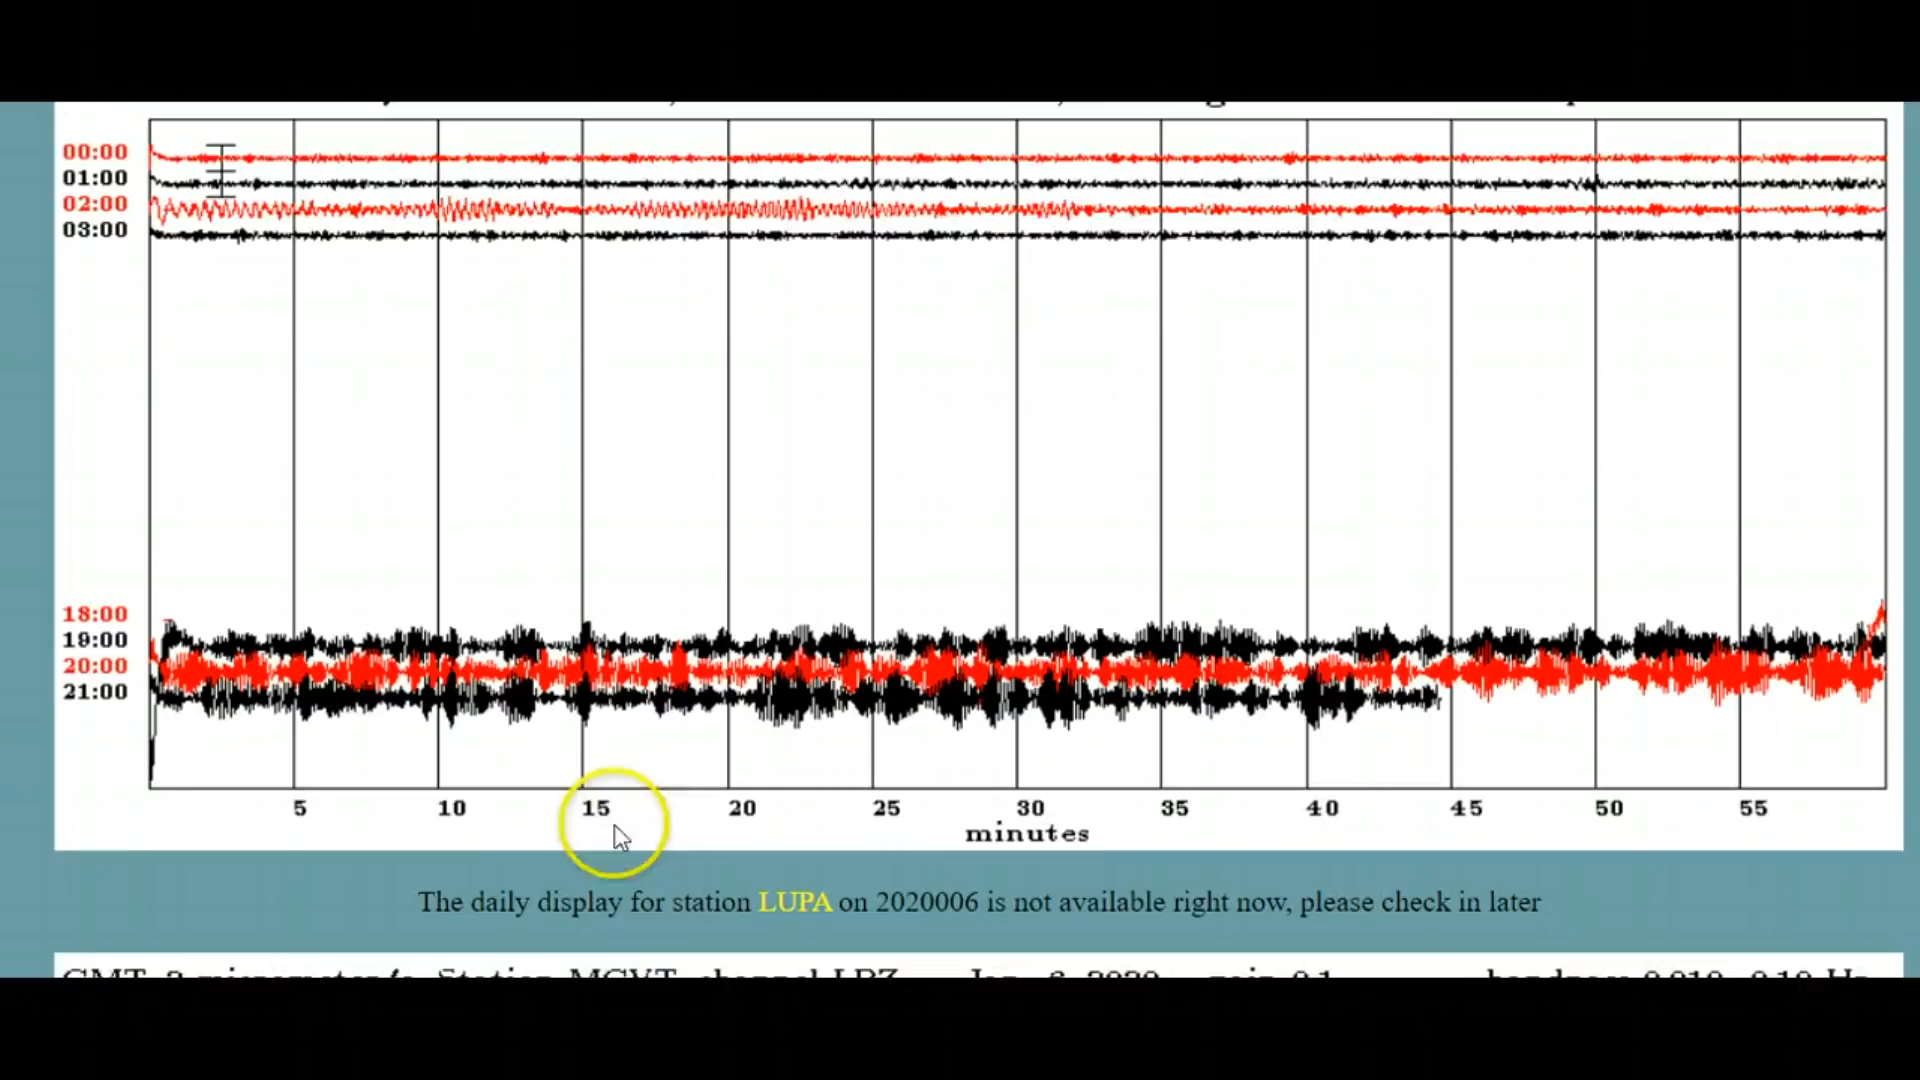 00:00
01:00
02:00
03:00
18:00
19:00
20:00
21:00
5 10 15 20 25 30 35 40 45 50 55
minutes
The daily display for station LUPA on 2020006 is not available right now, please check in later